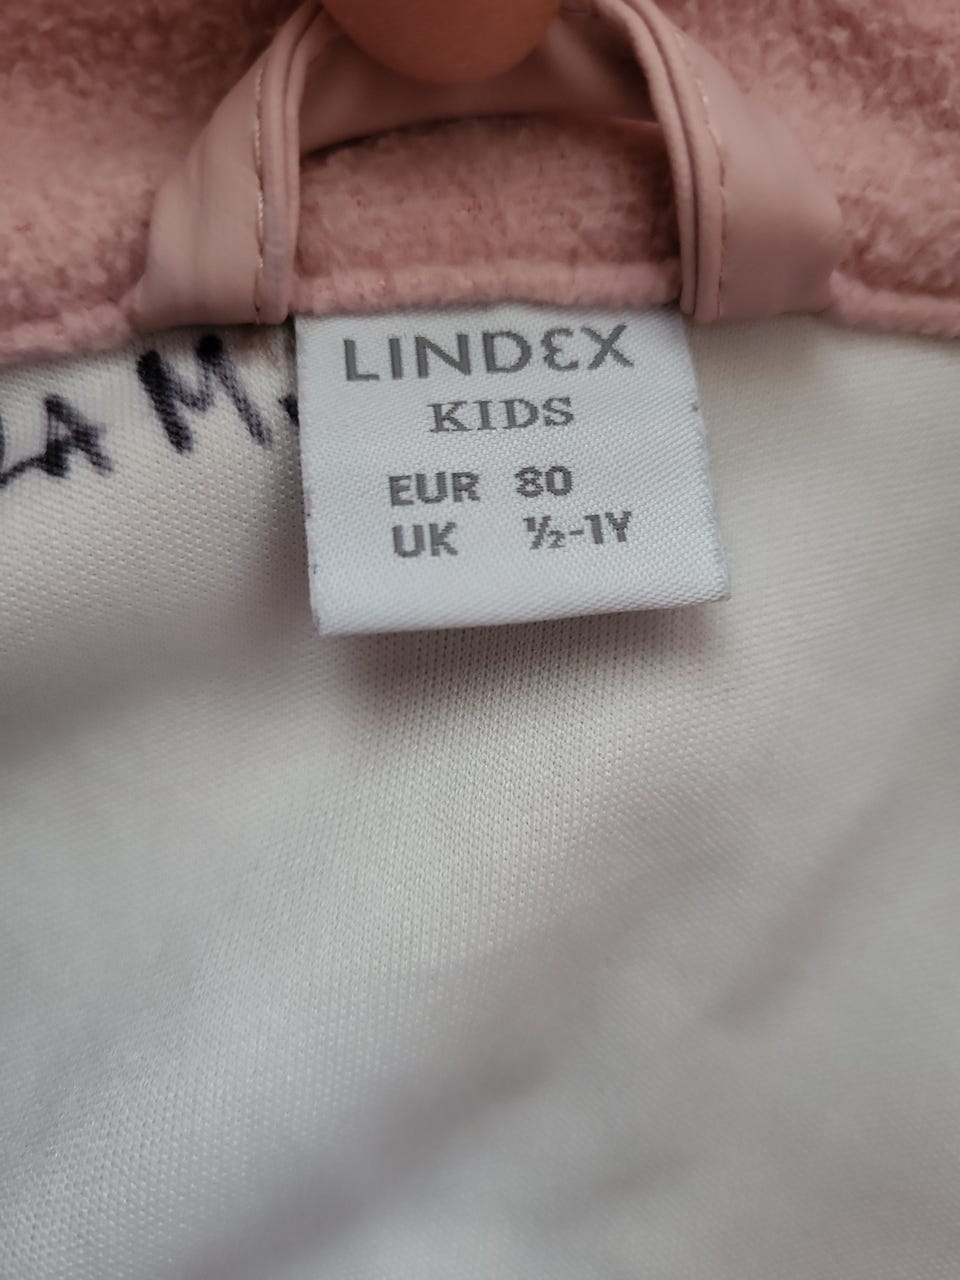 LINDEX
KIDS
EUR 80
UK ½-1Y
A M.